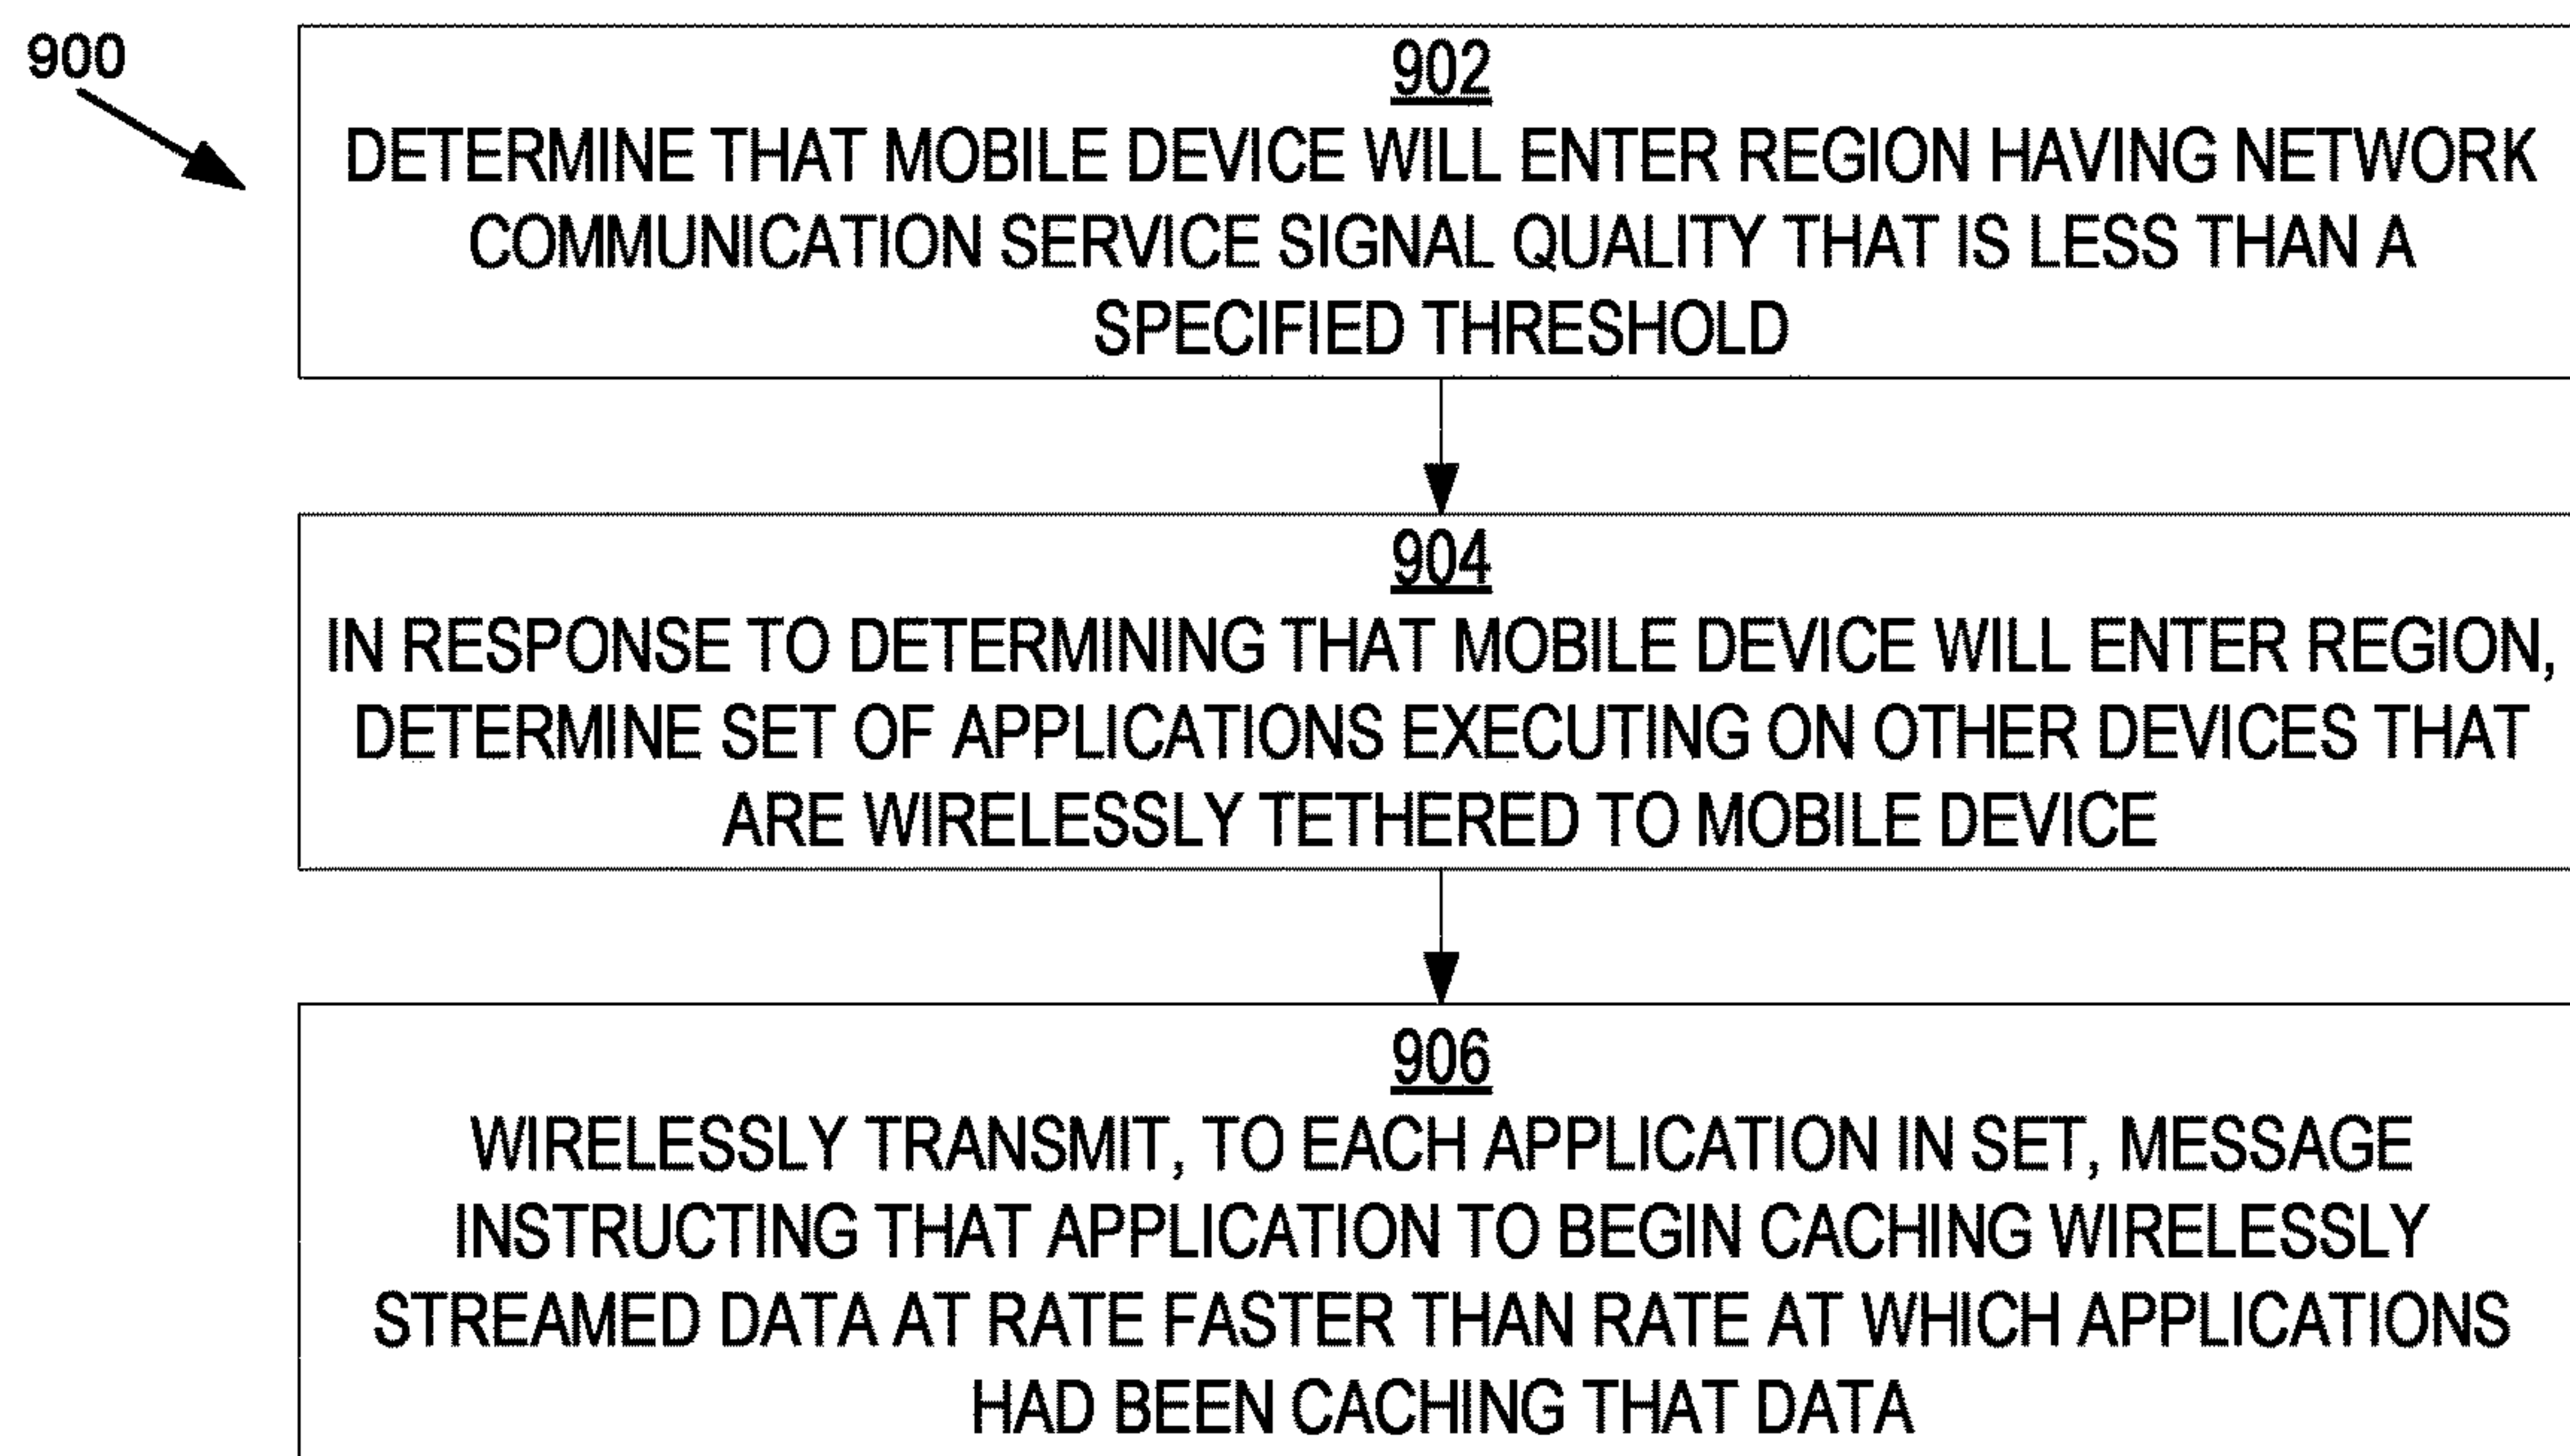 900
902
DETERMINE THAT MOBILE DEVICE WILL ENTER REGION HAVING NETWORK
COMMUNICATION SERVICE SIGNAL QUALITY THAT IS LESS THAN A
SPECIFIED THRESHOLD
904
IN RESPONSE TO DETERMINING THAT MOBILE DEVICE WILL ENTER REGION,
DETERMINE SET OF APPLICATIONS EXECUTING ON OTHER DEVICES THAT
ARE WIRELESSLY TETHERED TO MOBILE DEVICE
906
WIRELESSLY TRANSMIT, TO EACH APPLICATION IN SET, MESSAGE
INSTRUCTING THAT APPLICATION TO BEGIN CACHING WIRELESSLY
STREAMED DATA AT RATE FASTER THAN RATE AT WHICH APPLICATIONS
HAD BEEN CACHING THAT DATA